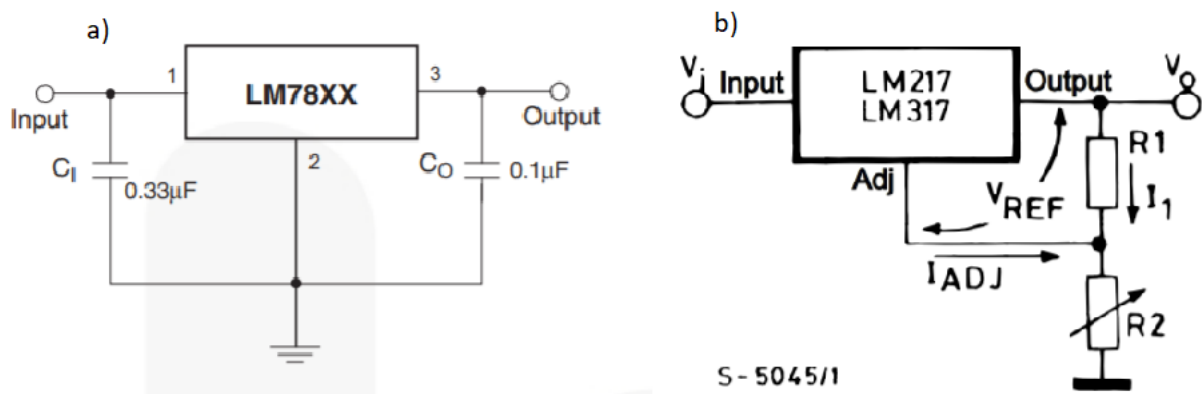 a)
1
LM78XX
3
Input
Output
2
C_I
0.33μF
C_O
0.1μF
b)
V_i
Input
LM217
LM317
Output
V_o
Adj
R1
V_REF
I_1
I_ADJ
R2
S-5045/1